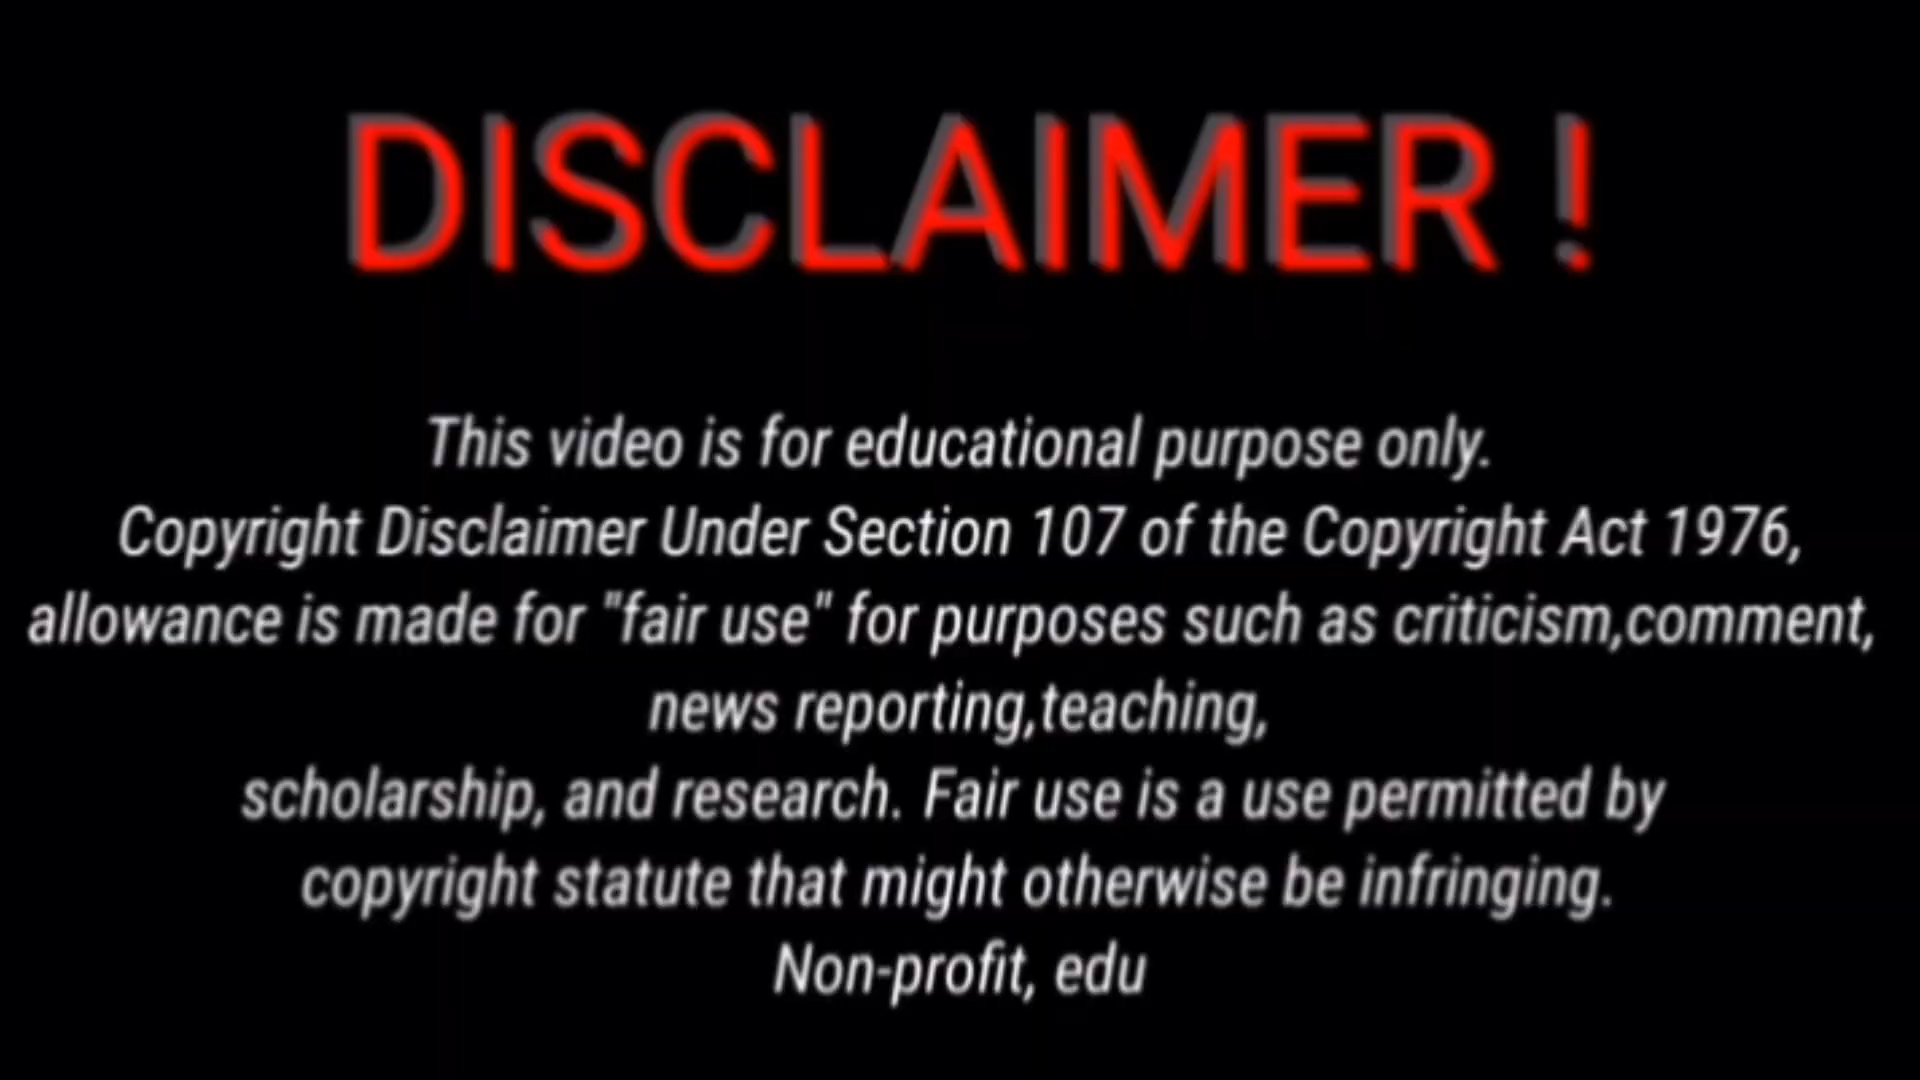 DISCLAIMER !
This video is for educational purpose only.
Copyright Disclaimer Under Section 107 of the Copyright Act 1976,
allowance is made for "fair use" for purposes such as criticism,comment,
news reporting,teaching,
scholarship, and research. Fair use is a use permitted by
copyright statute that might otherwise be infringing.
Non-profit, edu